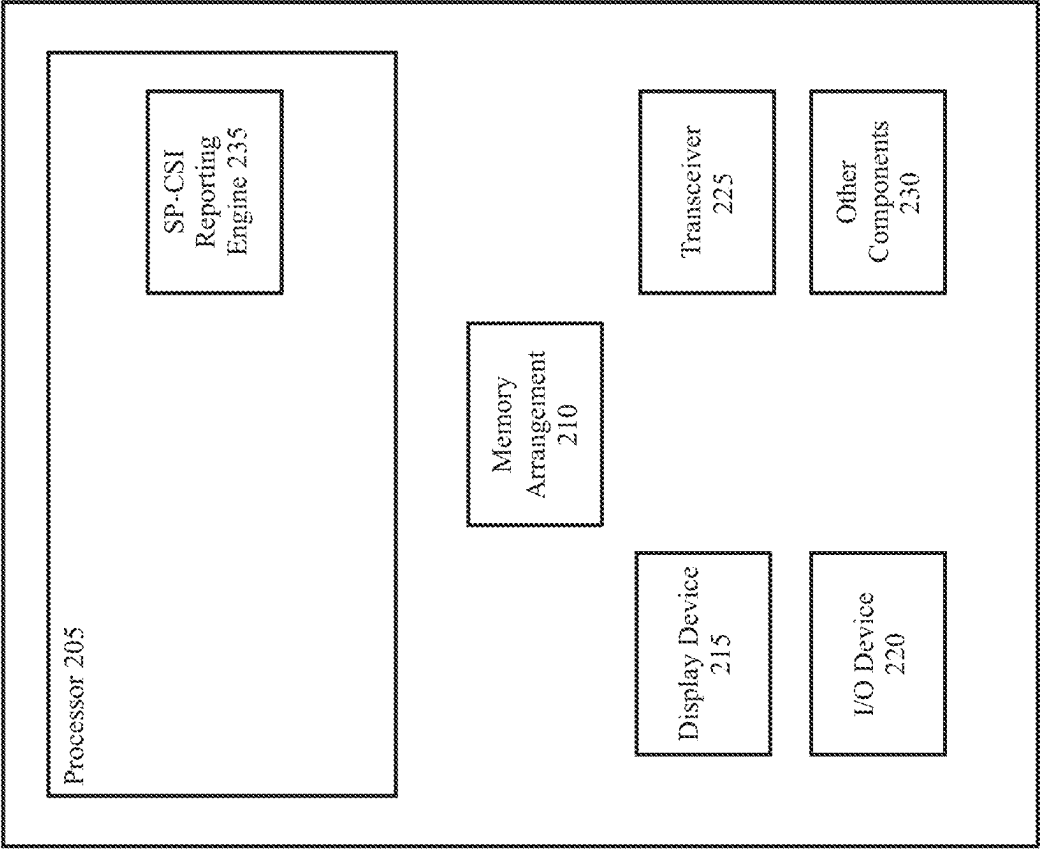 Processor 205
SP-CSI
Reporting
Engine 235
Memory
Arrangement
210
Display Device
215
Transceiver
225
I/O Device
220
Other
Components
230